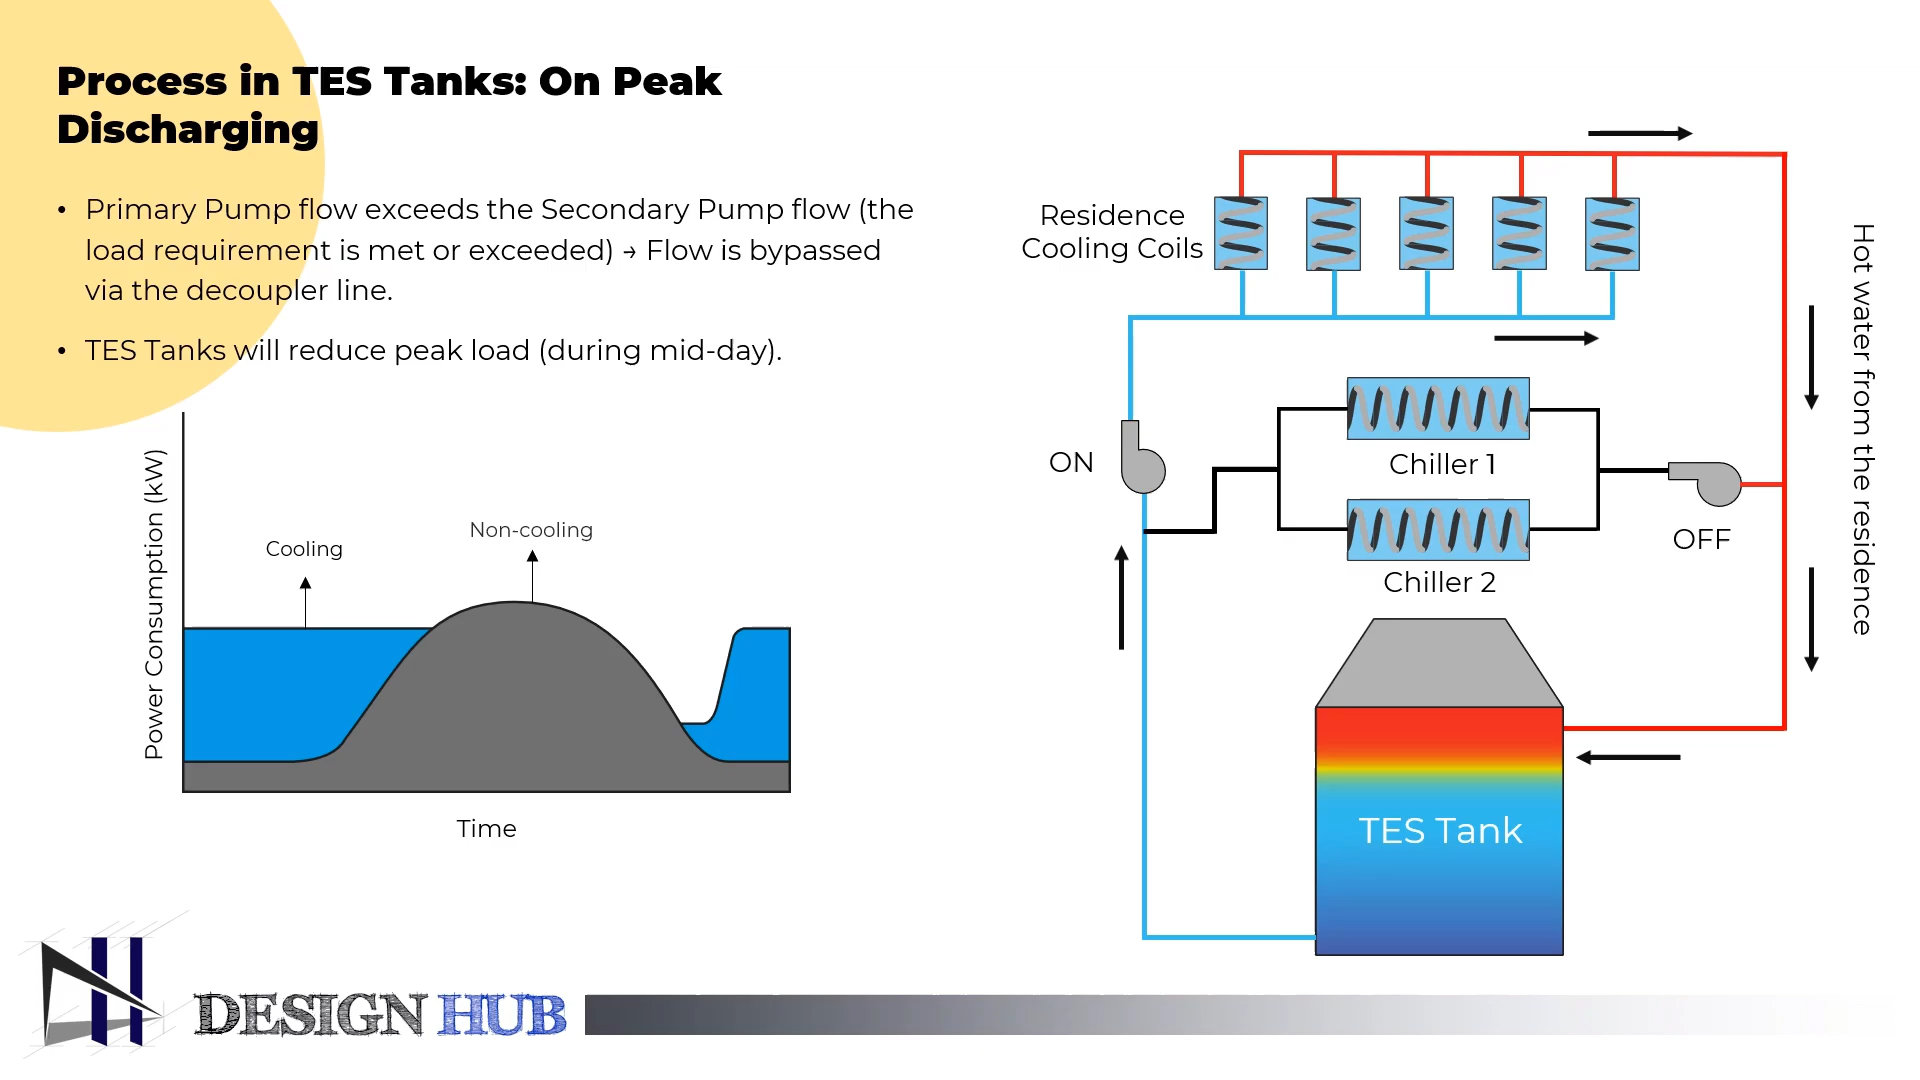 Process in TES Tanks: On Peak
Discharging
• Primary Pump flow exceeds the Secondary Pump flow (the
load requirement is met or exceeded) → Flow is bypassed
via the decoupler line.
• TES Tanks will reduce peak load (during mid-day).
Power Consumption (kW)
Cooling
Non-cooling
Time
Residence
Cooling Coils
ON
Chiller 1
Chiller 2
OFF
Hot water from the residence
TES Tank
DESIGN HUB